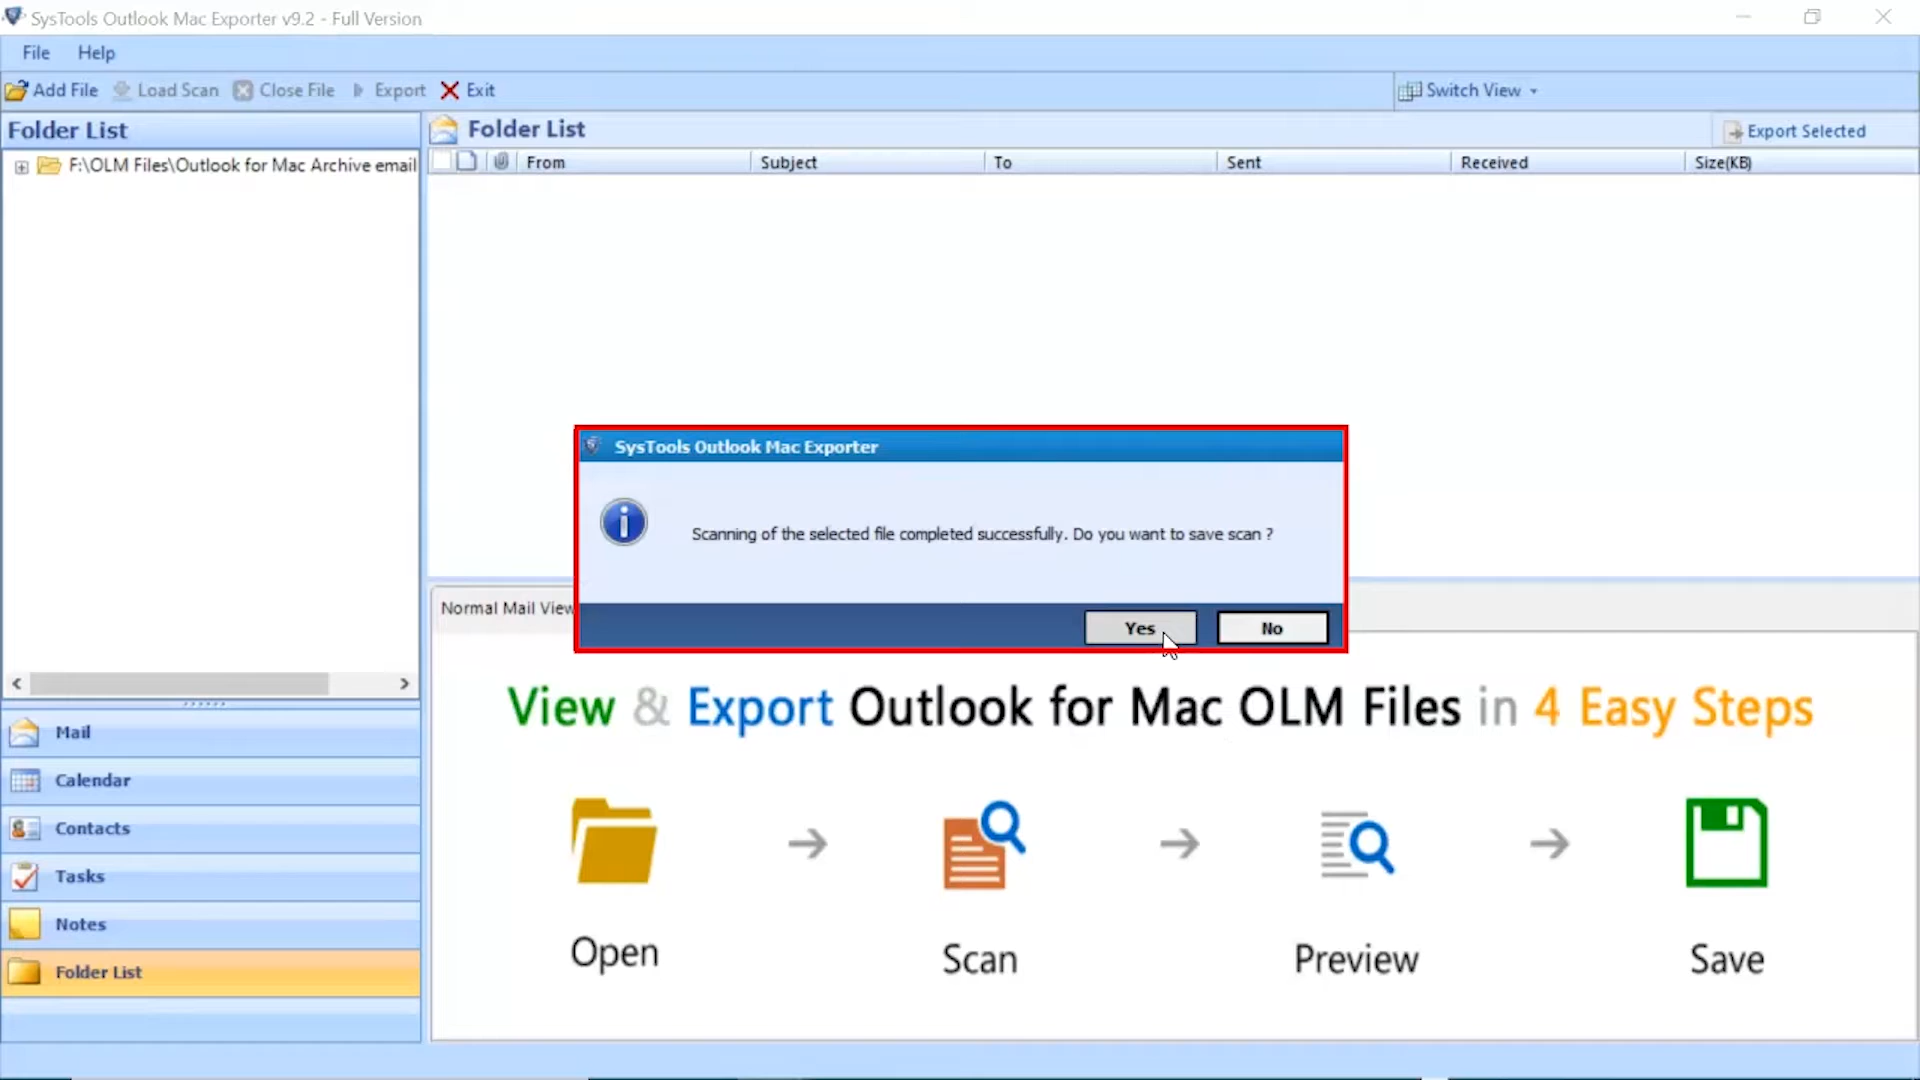 SysTools Outlook Mac Exporter v9.2 - Full Version
File Help
Add File Load Scan Close File Export Exit Switch View
Folder List
Folder List
Export Selected
F:\OLM Files\Outlook for Mac Archive email
From Subject To Sent Received Size(KB)
SysTools Outlook Mac Exporter
Scanning of the selected file completed successfully. Do you want to save scan ?
Yes No
Normal Mail View
View & Export Outlook for Mac OLM Files in 4 Easy Steps
Open Scan Preview Save
Mail
Calendar
Contacts
Tasks
Notes
Folder List